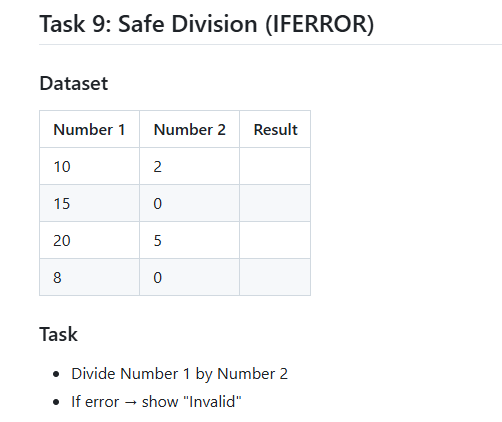 Task 9: Safe Division (IFERROR)
Dataset
Number 1 Number 2 Result
10 2
15 0
20 5
8 0
Task
• Divide Number 1 by Number 2
• If error → show "Invalid"